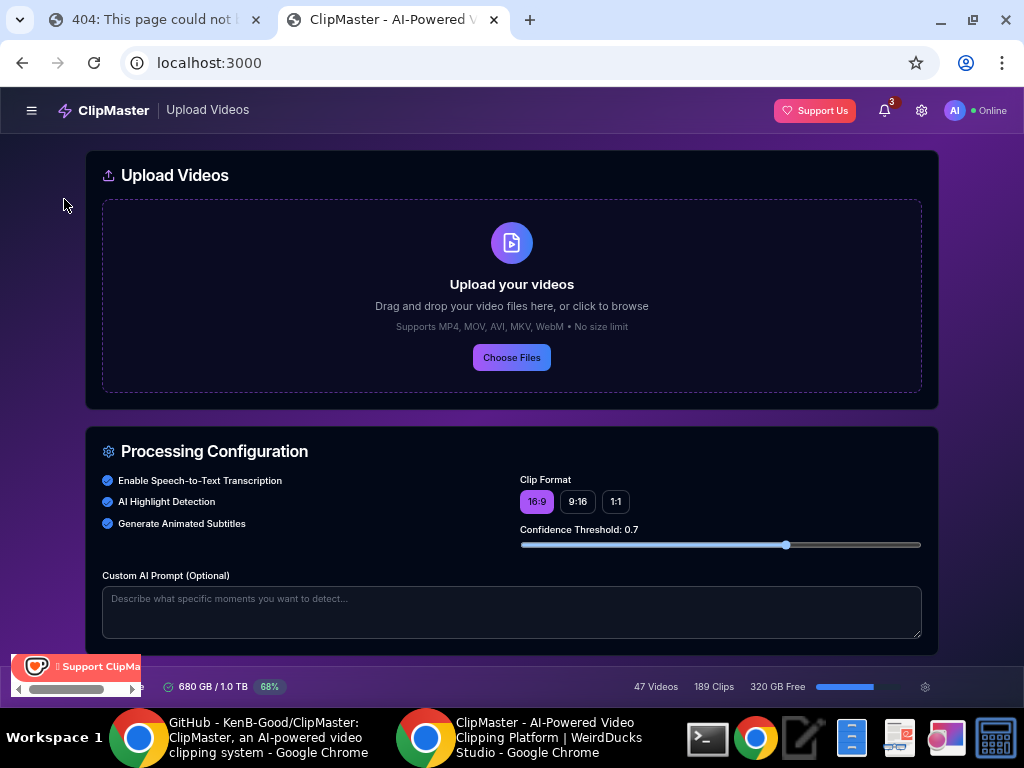 404: This page could not
ClipMaster - AI-Powered V
localhost:3000
ClipMaster
Upload Videos
Support Us
3
AI
Online
Upload Videos
Upload your videos
Drag and drop your video files here, or click to browse
Supports MP4, MOV, AVI, MKV, WebM • No size limit
Choose Files
Processing Configuration
Enable Speech-to-Text Transcription
AI Highlight Detection
Generate Animated Subtitles
Clip Format
16:9
9:16
1:1
Confidence Threshold: 0.7
Custom AI Prompt (Optional)
Describe what specific moments you want to detect...
Support ClipMa
680 GB / 1.0 TB
68%
47 Videos
189 Clips
320 GB Free
Workspace 1
GitHub - KenB-Good/ClipMaster:
ClipMaster, an AI-powered video
clipping system - Google Chrome
ClipMaster - AI-Powered Video
Clipping Platform | WeirdDucks
Studio - Google Chrome